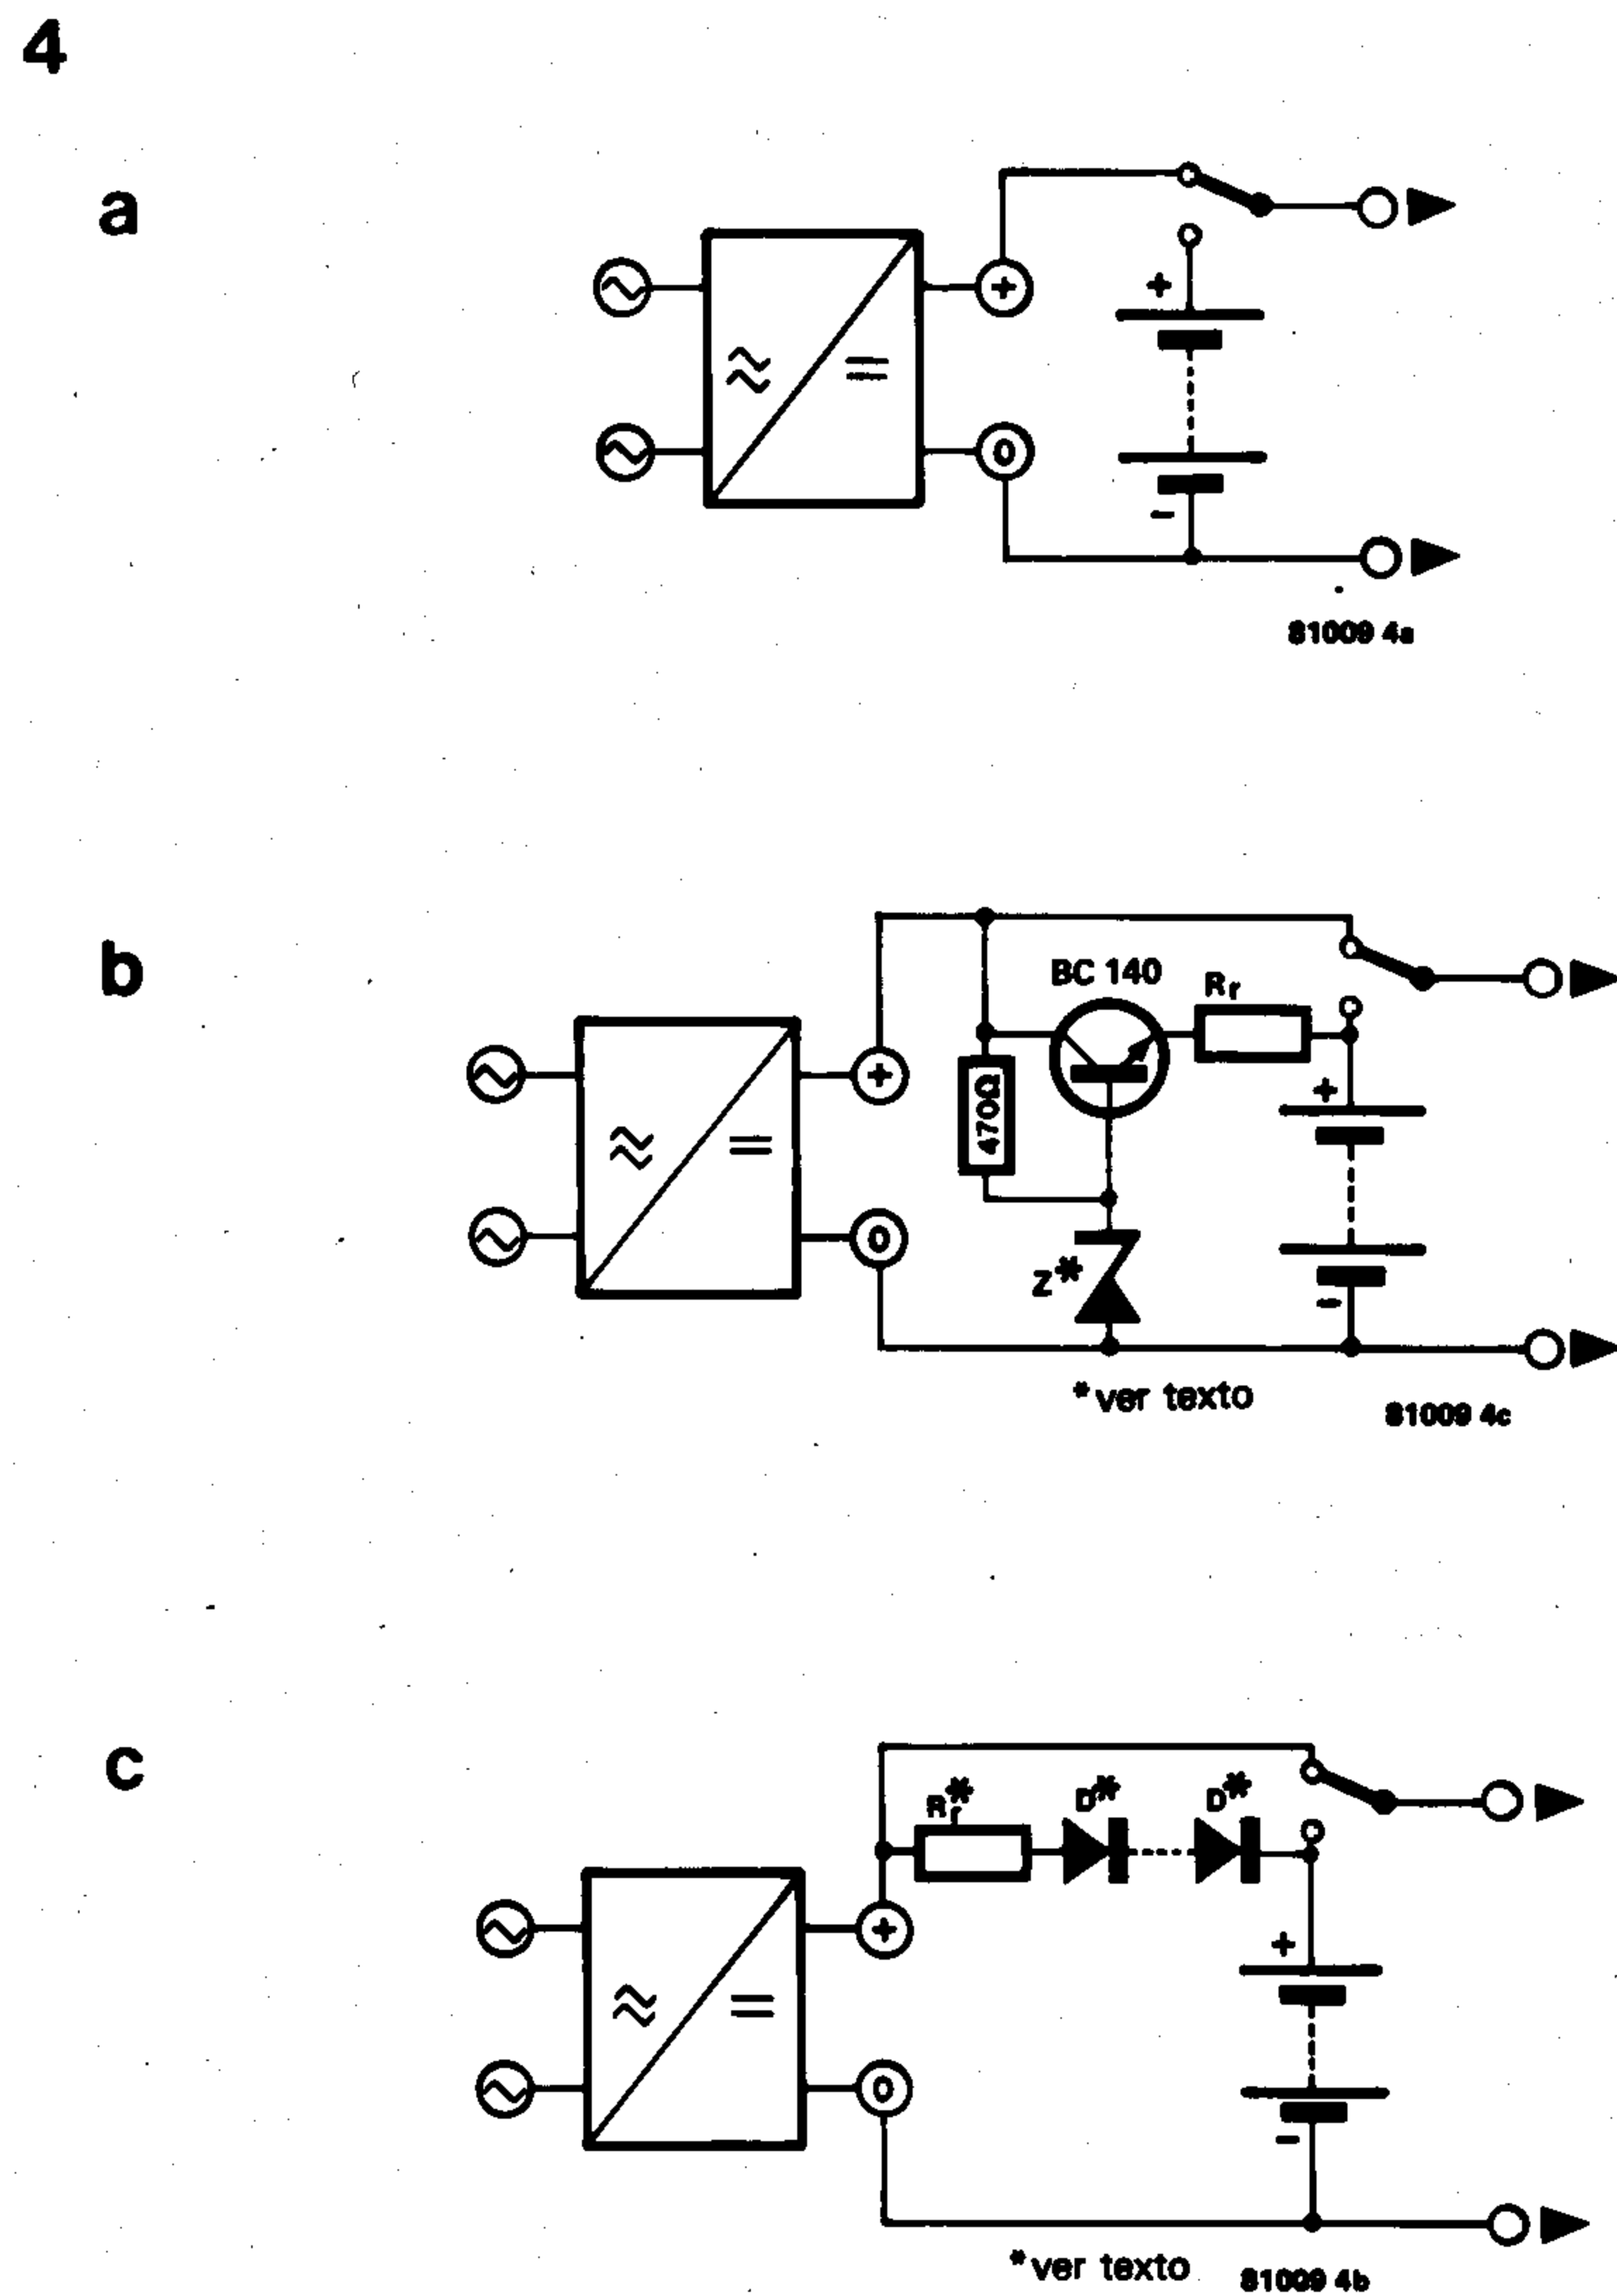 4
a
+
0
+
-
81009 4a
b
BC 140
Rr
+
470Ω
+
0
Z*
-
*ver texto
81009 4c
c
Rr*
D*
D*
+
+
0
-
*ver texto
81009 4b